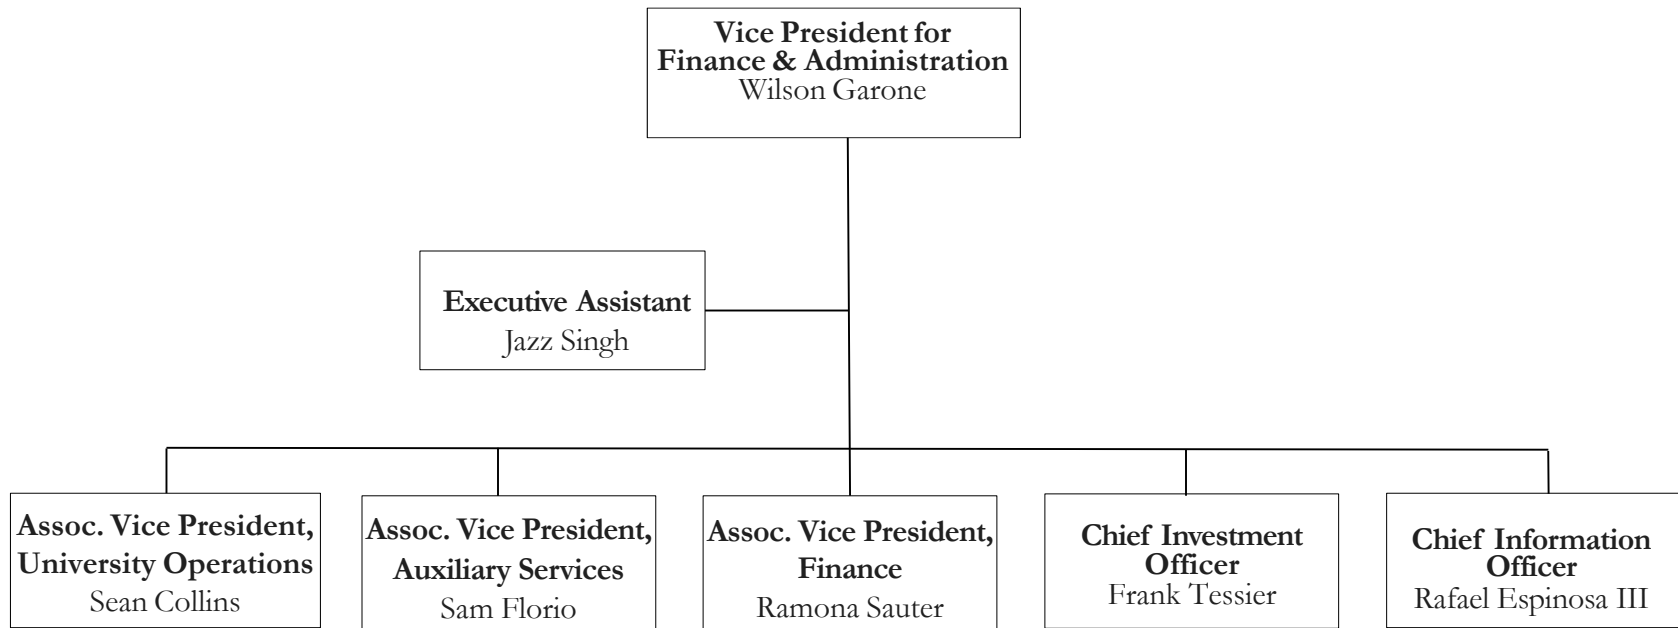 Vice President for
Finance & Administration
Wilson Garone
Executive Assistant
Jazz Singh
Assoc. Vice President,
University Operations
Sean Collins
Assoc. Vice President,
Auxiliary Services
Sam Florio
Assoc. Vice President,
Finance
Ramona Sauter
Chief Investment
Officer
Frank Tessier
Chief Information
Officer
Rafael Espinosa III